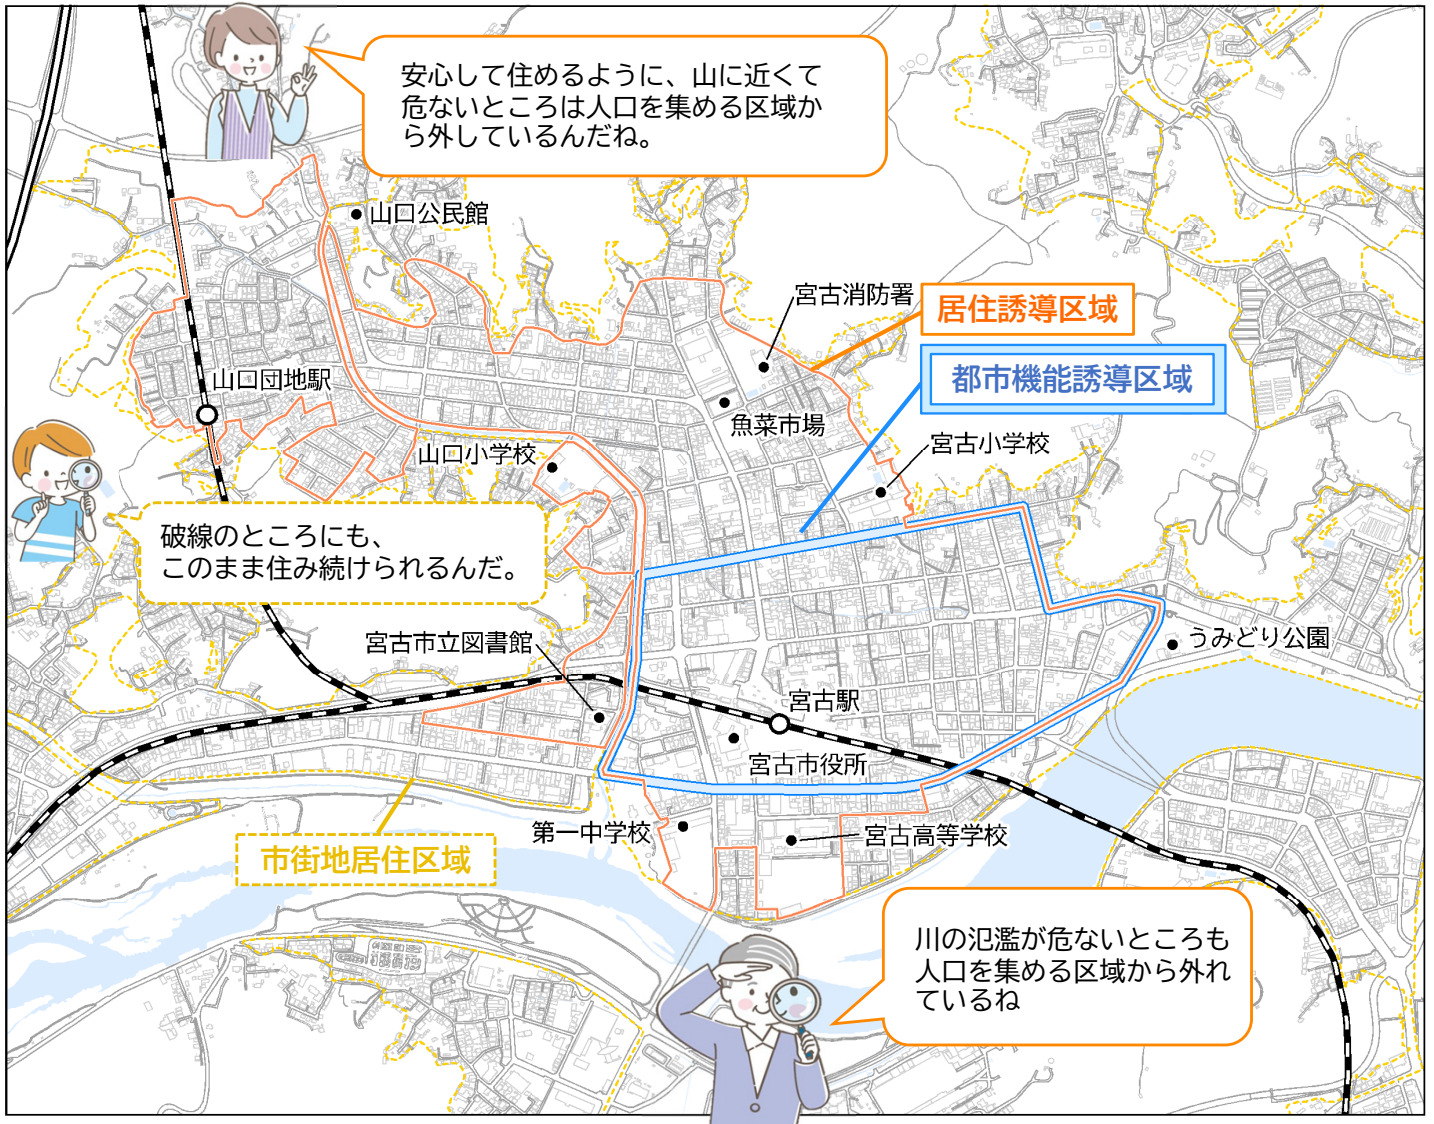 安心して住めるように、山に近くて
危ないところは人口を集める区域か
ら外しているんだね。
山口公民館
宮古消防署
居住誘導区域
都市機能誘導区域
山口団地駅
魚菜市場
宮古小学校
山口小学校
破線のところにも、
このまま住み続けられるんだ。
宮古市立図書館
うみどり公園
宮古駅
宮古市役所
第一中学校
宮古高等学校
市街地居住区域
川の氾濫が危ないところも
人口を集める区域から外れ
ているね